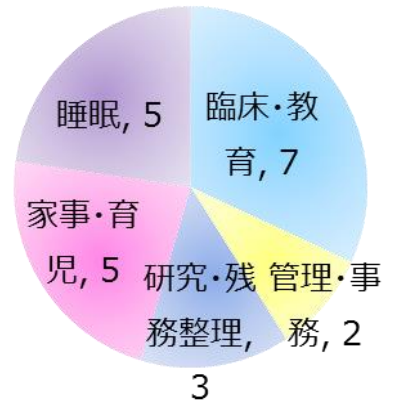 臨床・教
育, 7
管理・事
務, 2
研究・残
務整理,
3
家事・育
児, 5
睡眠, 5